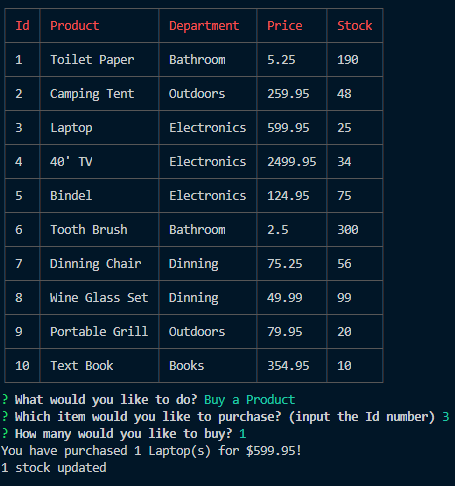 Id Product Department Price Stock
1 Toilet Paper Bathroom 5.25 190
2 Camping Tent Outdoors 259.95 48
3 Laptop Electronics 599.95 25
4 40' TV Electronics 2499.95 34
5 Bindel Electronics 124.95 75
6 Tooth Brush Bathroom 2.5 300
7 Dinning Chair Dinning 75.25 56
8 Wine Glass Set Dinning 49.99 99
9 Portable Grill Outdoors 79.95 20
10 Text Book Books 354.95 10
? What would you like to do? Buy a Product
? Which item would you like to purchase? (input the Id number) 3
? How many would you like to buy? 1
You have purchased 1 Laptop(s) for $599.95!
1 stock updated